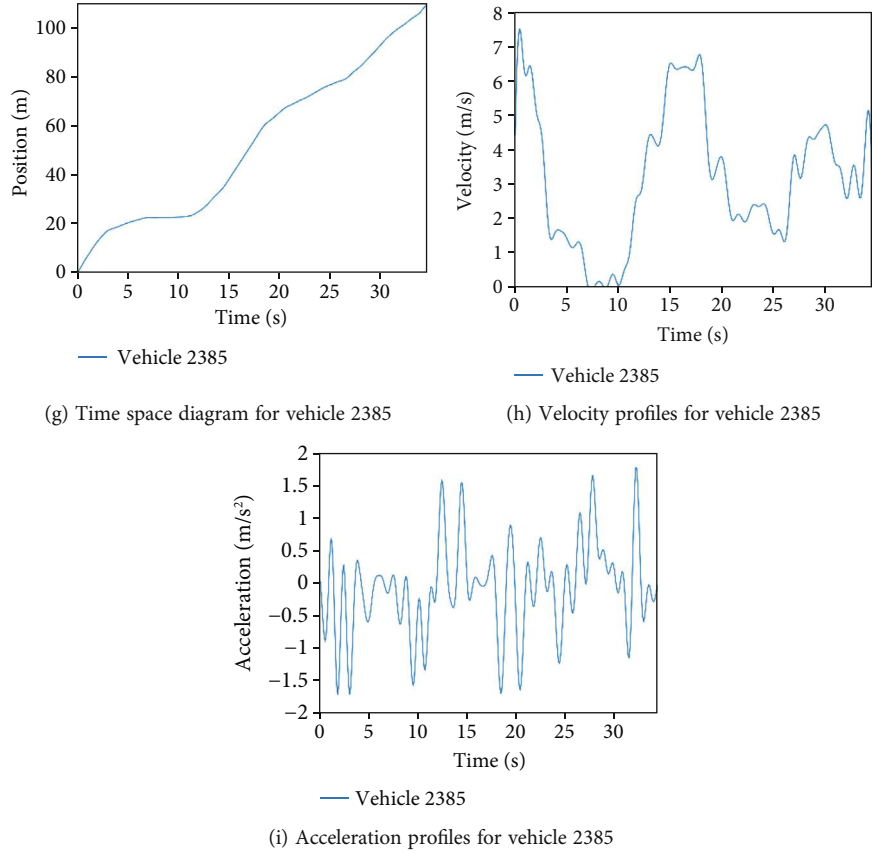 100
80
60
40
20
0
Position (m)
0 5 10 15 20 25 30
Time (s)
Vehicle 2385
(g) Time space diagram for vehicle 2385
8
7
6
5
4
3
2
1
0
Velocity (m/s)
0 5 10 15 20 25 30
Time (s)
Vehicle 2385
(h) Velocity profiles for vehicle 2385
2
1.5
1
0.5
0
−0.5
−1
−1.5
−2
Acceleration (m/s²)
0 5 10 15 20 25 30
Time (s)
Vehicle 2385
(i) Acceleration profiles for vehicle 2385